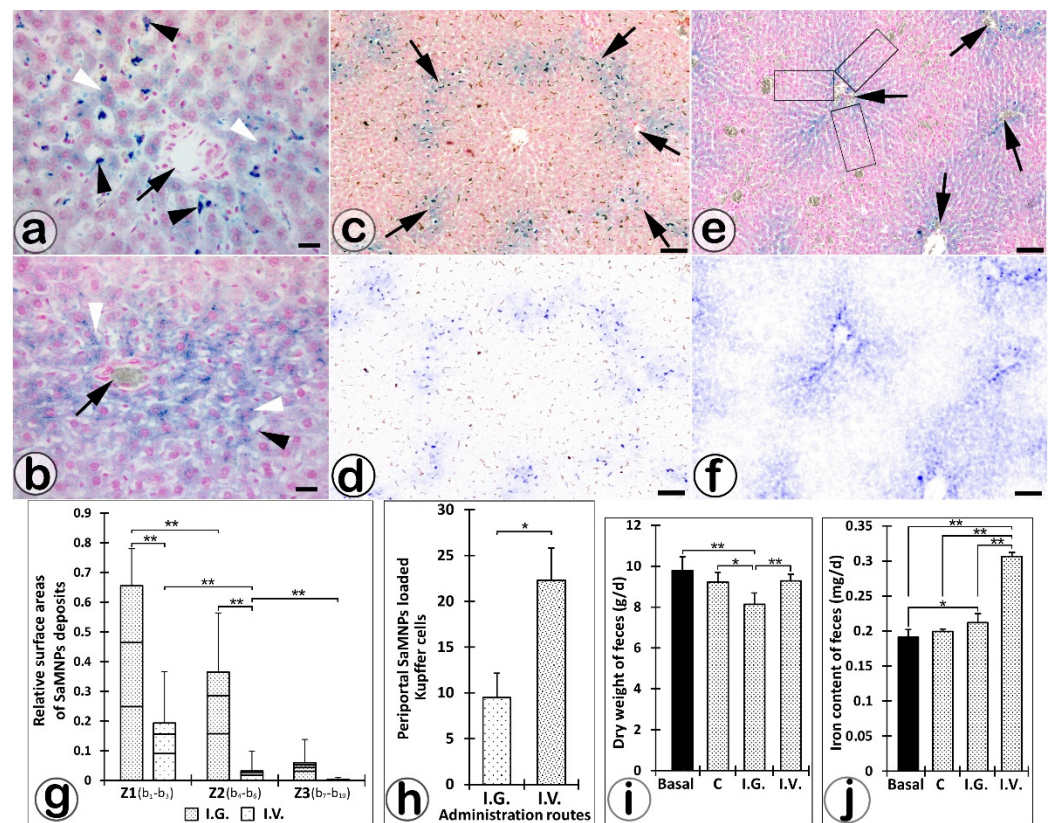 a
c
e
b
d
f
0.9
0.8
0.7
0.6
0.5
0.4
0.3
0.2
0.1
0
Relative surface areas
of SaMNPs deposits
**
**
**
**
**
Z1(b₁-b₃)
Z2(b₄-b₆)
Z3(b₇-b₁₀)
I.G.
I.V.
g
30
25
20
15
10
5
0
Periportal SaMNPs loaded
Kupffer cells
*
I.G.
I.V.
Administration routes
h
12
10
8
6
4
2
0
Dry weight of feces (g/d)
**
*
**
Basal
C
I.G.
I.V.
i
0.35
0.3
0.25
0.2
0.15
0.1
0.05
0
Iron content of feces (mg/d)
**
**
**
*
Basal
C
I.G.
I.V.
j